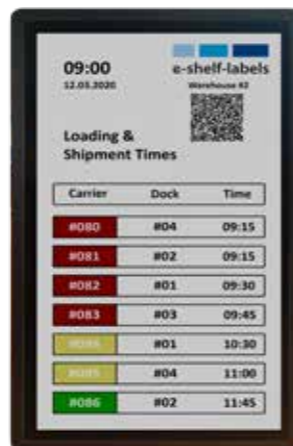 09:00
e-shelf-labels
12.03.2020
Warehouse #2
Loading &
Shipment Times
Carrier Dock Time
#080 #04 09:15
#081 #02 09:15
#082 #01 09:30
#083 #03 09:45
#084 #01 10:30
#085 #04 11:00
#086 #02 11:45